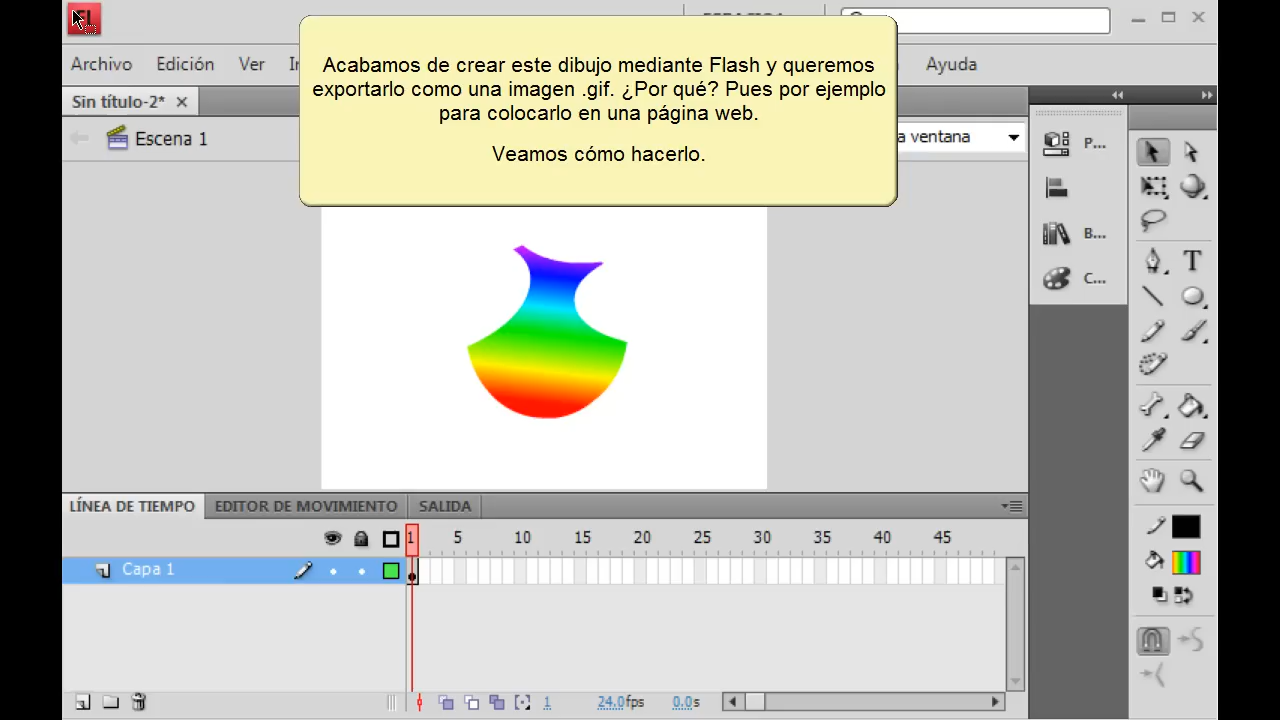 Acabamos de crear este dibujo mediante Flash y queremos
exportarlo como una imagen .gif. ¿Por qué? Pues por ejemplo
para colocarlo en una página web.
Veamos cómo hacerlo.
Archivo Edición Ver Ayuda
Sin título-2*
Escena 1
a ventana
P...
B...
C...
LÍNEA DE TIEMPO EDITOR DE MOVIMIENTO SALIDA
1 5 10 15 20 25 30 35 40 45
Capa 1
1 24.0fps 0.0s